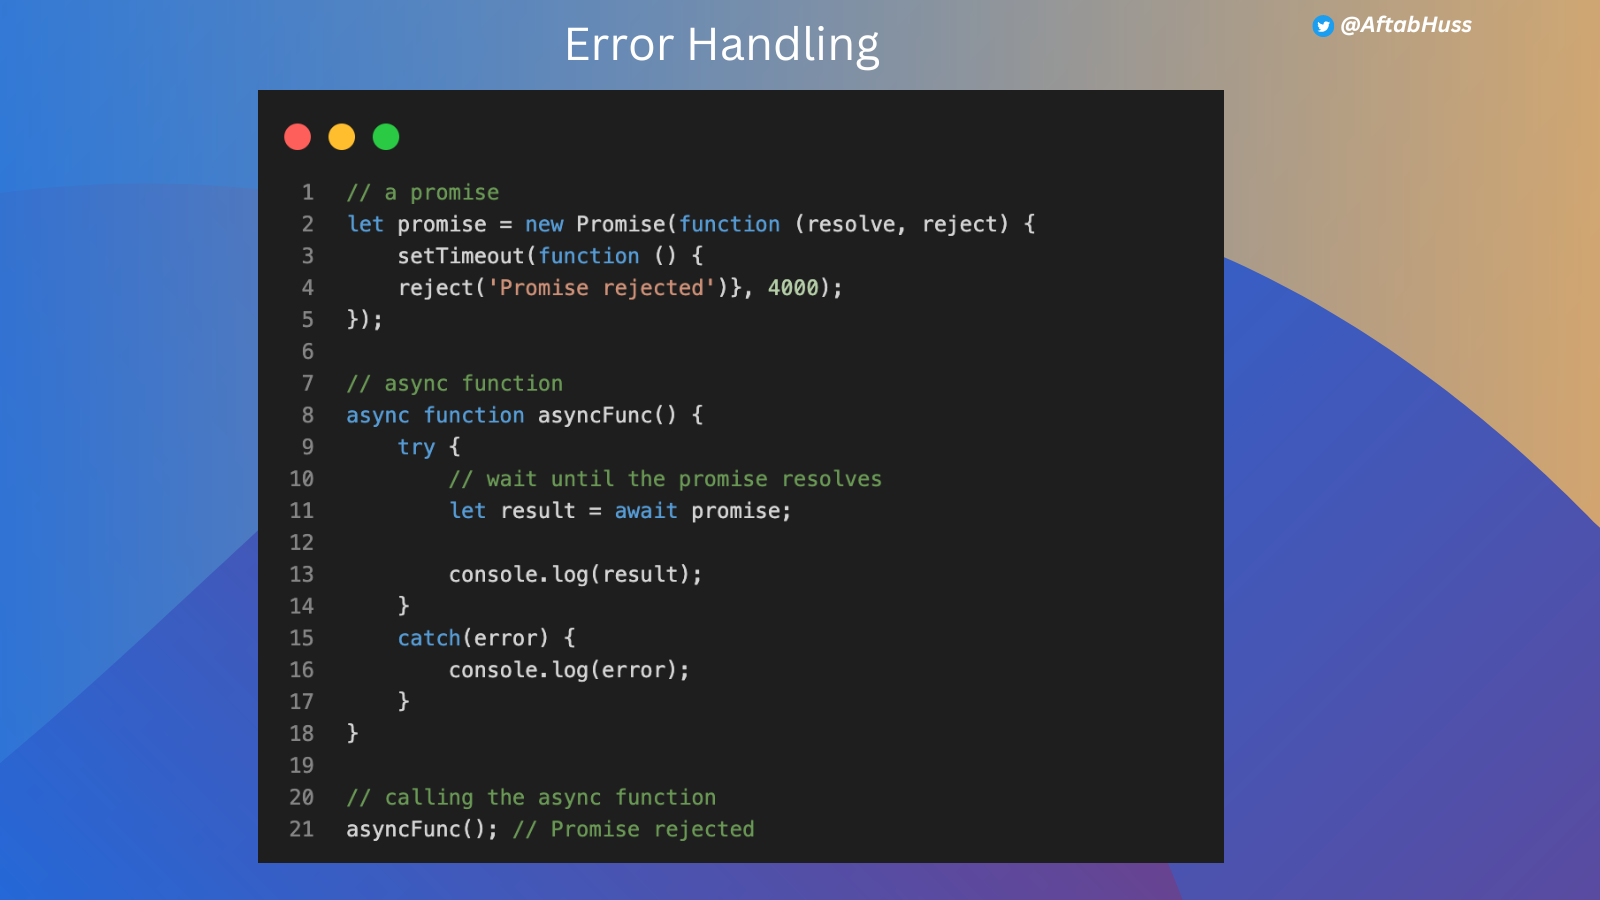 Error Handling
@AftabHuss
1 // a promise
2 let promise = new Promise(function (resolve, reject) {
3     setTimeout(function () {
4     reject('Promise rejected')}, 4000);
5 });
6
7 // async function
8 async function asyncFunc() {
9     try {
10         // wait until the promise resolves
11         let result = await promise;
12
13         console.log(result);
14     }
15     catch(error) {
16         console.log(error);
17     }
18 }
19
20 // calling the async function
21 asyncFunc(); // Promise rejected